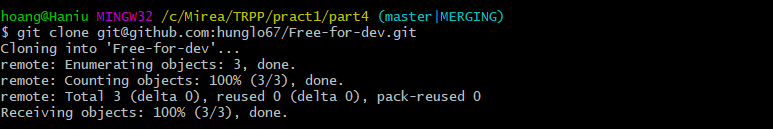 hoang@Haniu MINGW32 /c/Mirea/TRPP/pract1/part4 (master|MERGING)
$ git clone git@github.com:hunglo67/Free-for-dev.git
Cloning into 'Free-for-dev'...
remote: Enumerating objects: 3, done.
remote: Counting objects: 100% (3/3), done.
remote: Total 3 (delta 0), reused 0 (delta 0), pack-reused 0
Receiving objects: 100% (3/3), done.